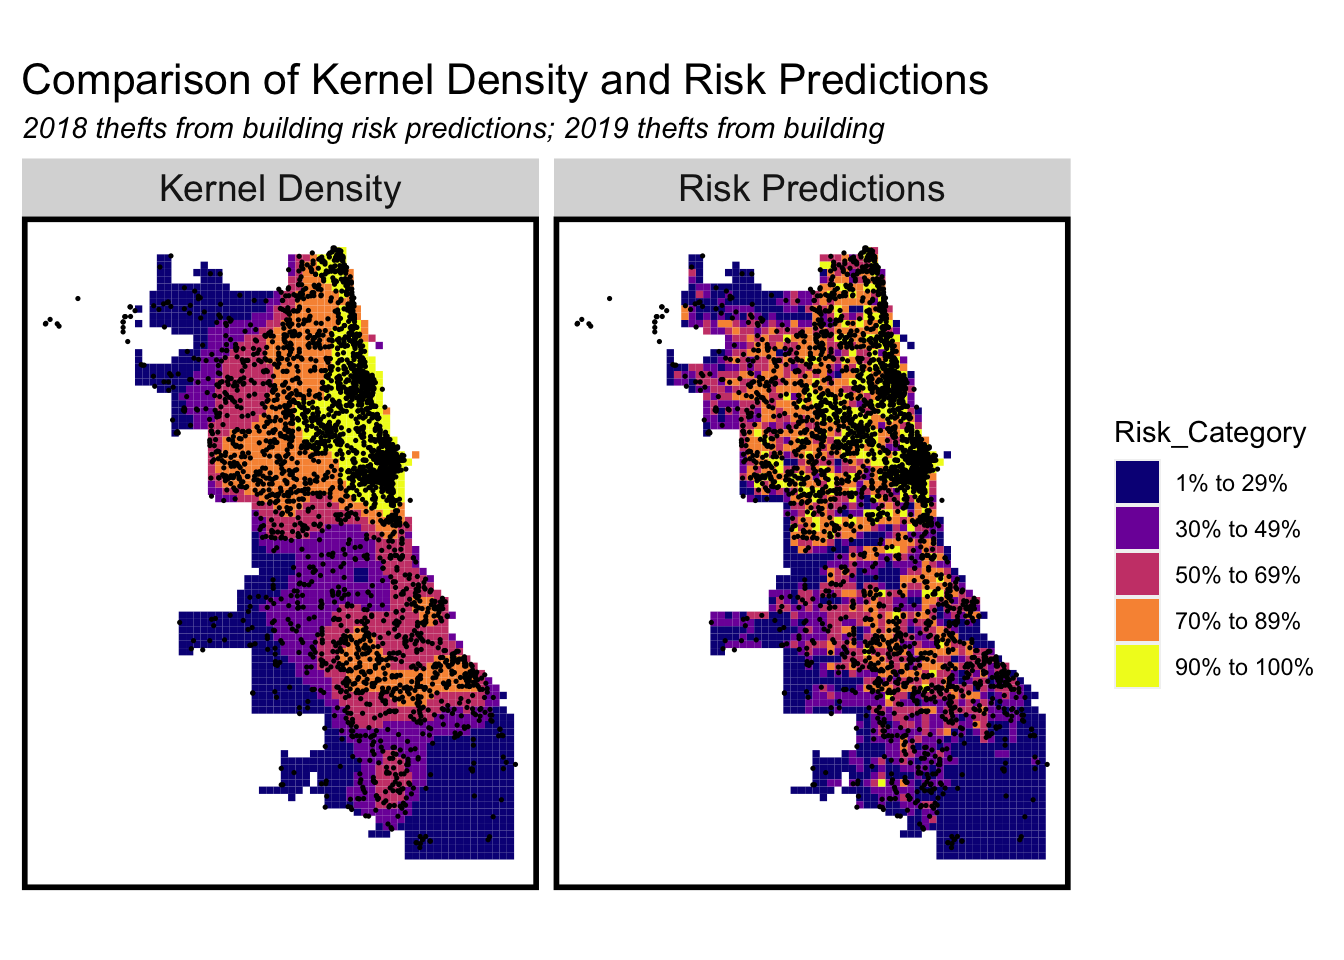 Comparison of Kernel Density and Risk Predictions
2018 thefts from building risk predictions; 2019 thefts from building
Kernel Density
Risk Predictions
Risk_Category
1% to 29%
30% to 49%
50% to 69%
70% to 89%
90% to 100%